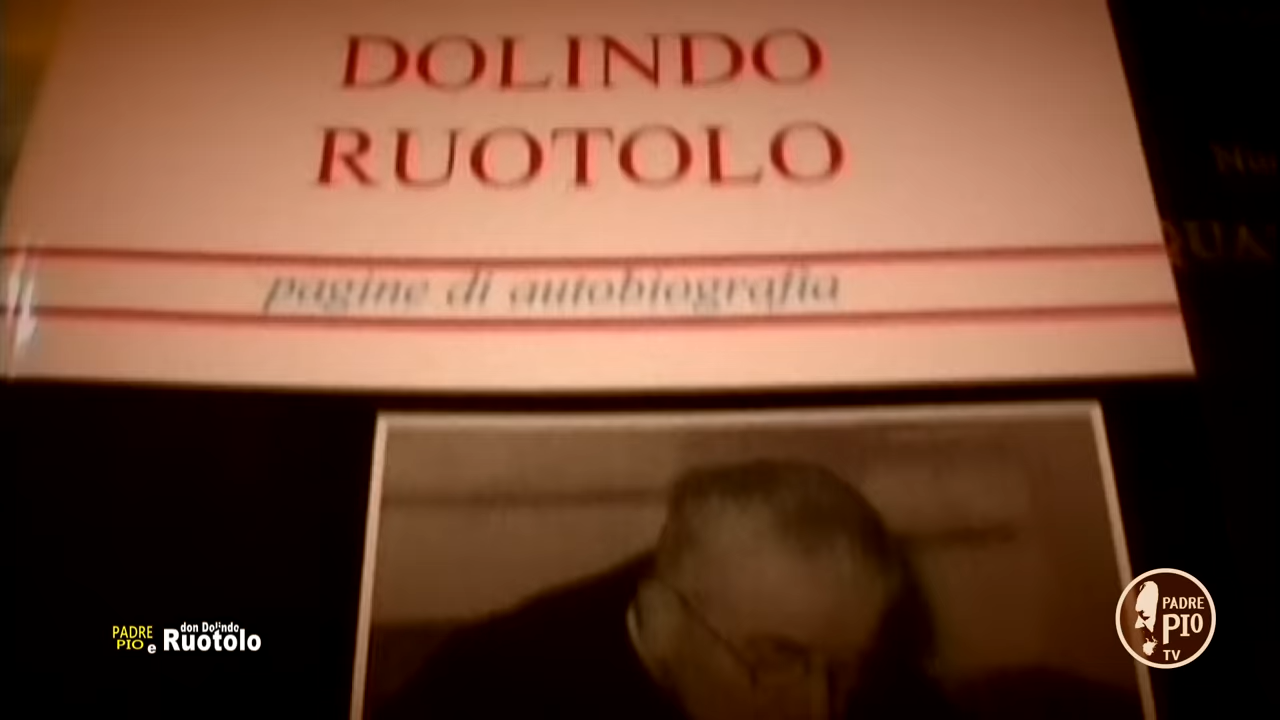 DOLINDO
RUOTOLO
pagine di autobiografia
PADRE
PIO e
don Dolindo
Ruotolo
PADRE
PIO
TV